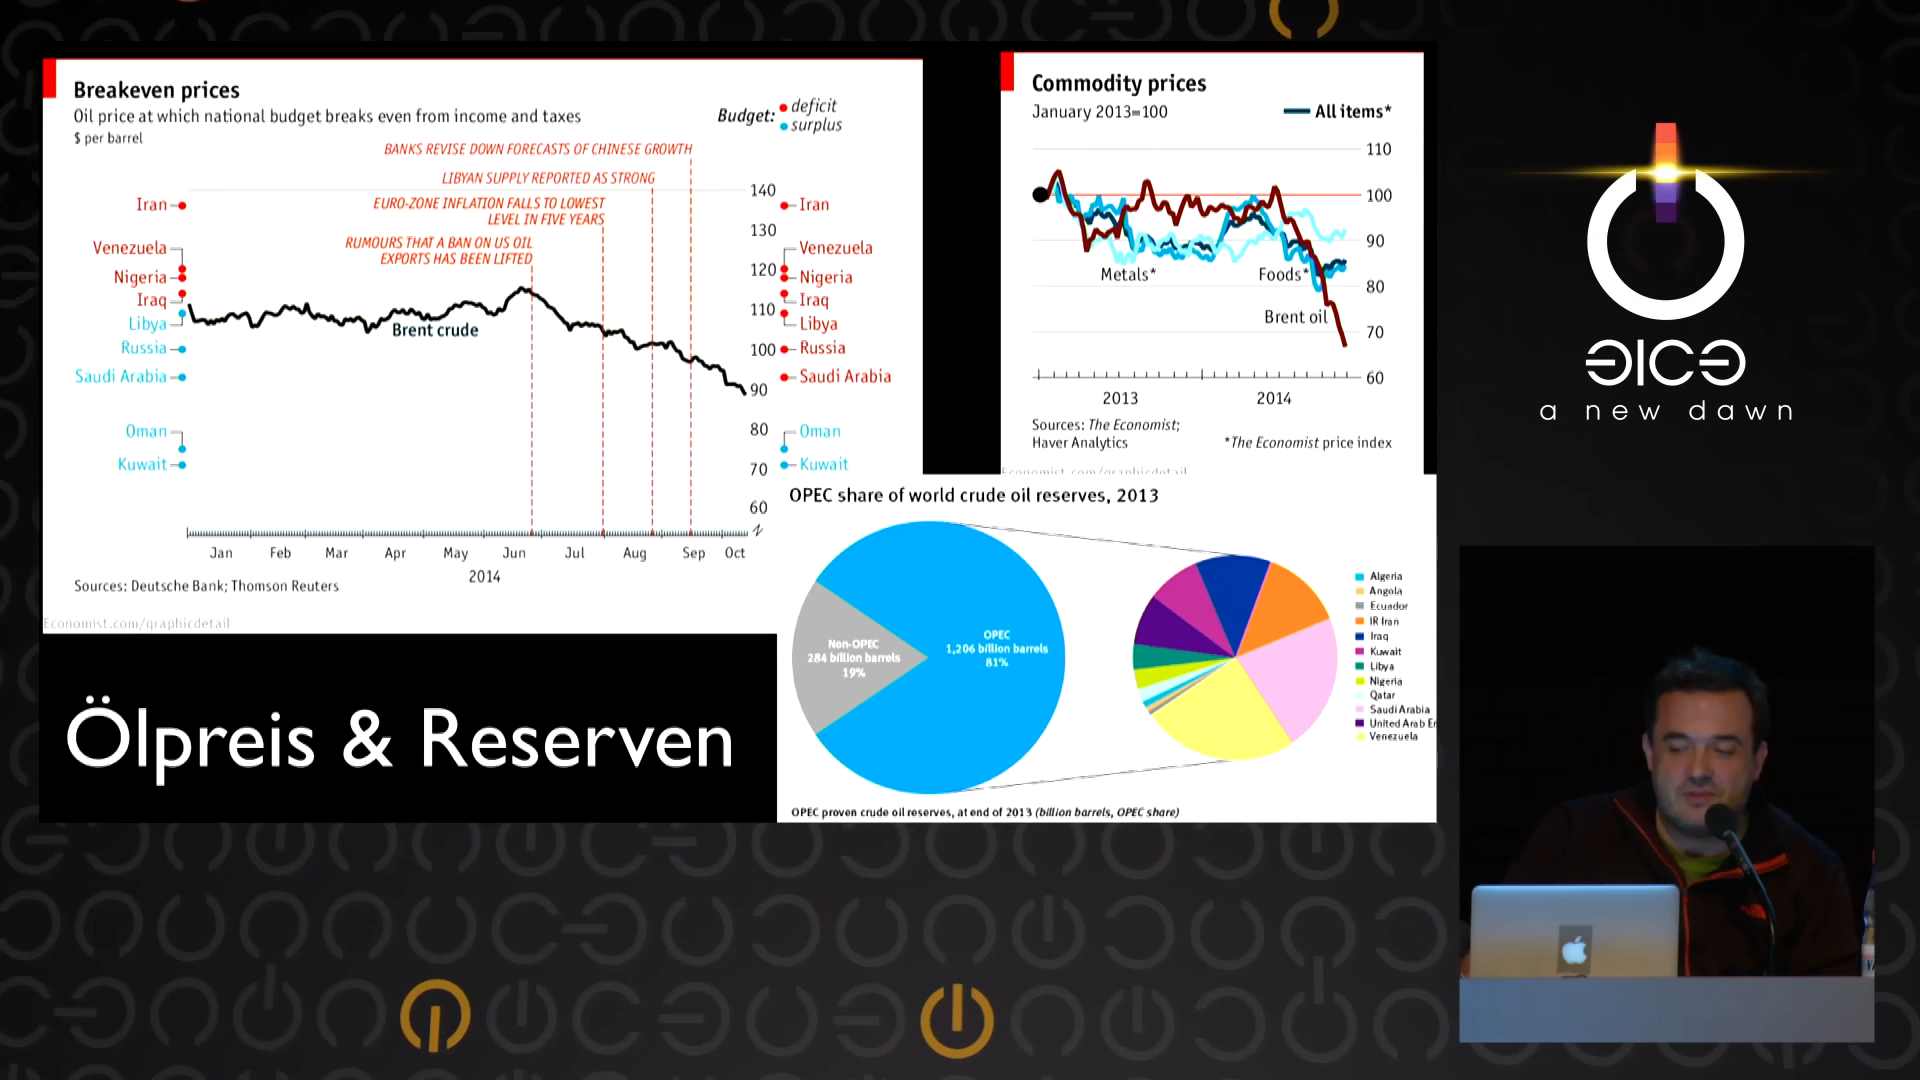 Breakeven prices
Oil price at which national budget breaks even from income and taxes
$ per barrel
Budget:
deficit
surplus
BANKS REVISE DOWN FORECASTS OF CHINESE GROWTH
LIBYAN SUPPLY REPORTED AS STRONG
EURO-ZONE INFLATION FALLS TO LOWEST
LEVEL IN FIVE YEARS
RUMOURS THAT A BAN ON US OIL
EXPORTS HAS BEEN LIFTED
Iran
Venezuela
Nigeria
Iraq
Libya
Russia
Saudi Arabia
Oman
Kuwait
Brent crude
140
130
120
110
100
90
80
70
60
Iran
Venezuela
Nigeria
Iraq
Libya
Russia
Saudi Arabia
Oman
Kuwait
Jan Feb Mar Apr May Jun Jul Aug Sep Oct
2014
Sources: Deutsche Bank; Thomson Reuters
Economist.com/graphicdetail
Commodity prices
January 2013=100
All items*
110
100
90
80
70
60
Metals*
Foods*
Brent oil
2013 2014
Sources: The Economist;
Haver Analytics
*The Economist price index
Economist.com/graphicdetail
OPEC share of world crude oil reserves, 2013
Non-OPEC
284 billion barrels
19%
OPEC
1,206 billion barrels
81%
Algeria
Angola
Ecuador
IR Iran
Iraq
Kuwait
Libya
Nigeria
Qatar
Saudi Arabia
United Arab Er
Venezuela
OPEC proven crude oil reserves, at end of 2013 (billion barrels, OPEC share)
Ölpreis & Reserven
a new dawn